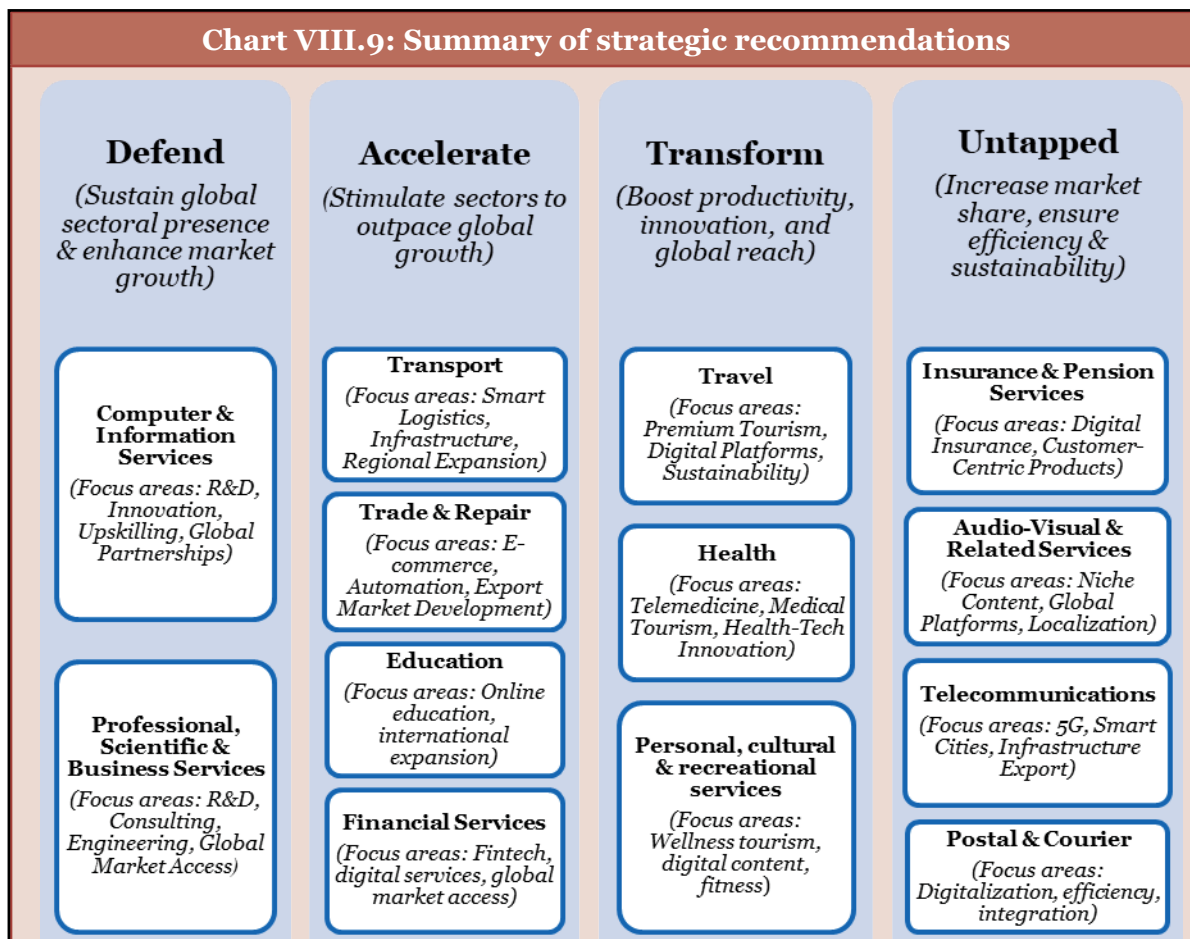 Chart VIII.9: Summary of strategic recommendations
Defend
(Sustain global
sectoral presence
& enhance market
growth)
Computer &
Information
Services
(Focus areas: R&D,
Innovation,
Upskilling, Global
Partnerships)
Professional,
Scientific &
Business Services
(Focus areas: R&D,
Consulting,
Engineering, Global
Market Access)
Accelerate
(Stimulate sectors to
outpace global
growth)
Transport
(Focus areas: Smart
Logistics,
Infrastructure,
Regional Expansion)
Trade & Repair
(Focus areas: E-
commerce,
Automation, Export
Market Development)
Education
(Focus areas: Online
education,
international
expansion)
Financial Services
(Focus areas: Fintech,
digital services, global
market access)
Transform
(Boost productivity,
innovation, and
global reach)
Travel
(Focus areas:
Premium Tourism,
Digital Platforms,
Sustainability)
Health
(Focus areas:
Telemedicine, Medical
Tourism, Health-Tech
Innovation)
Personal, cultural
& recreational
services
(Focus areas:
Wellness tourism,
digital content,
fitness)
Untapped
(Increase market
share, ensure
efficiency &
sustainability)
Insurance & Pension
Services
(Focus areas: Digital
Insurance, Customer-
Centric Products)
Audio-Visual &
Related Services
(Focus areas: Niche
Content, Global
Platforms, Localization)
Telecommunications
(Focus areas: 5G, Smart
Cities, Infrastructure
Export)
Postal & Courier
(Focus areas:
Digitalization, efficiency,
integration)